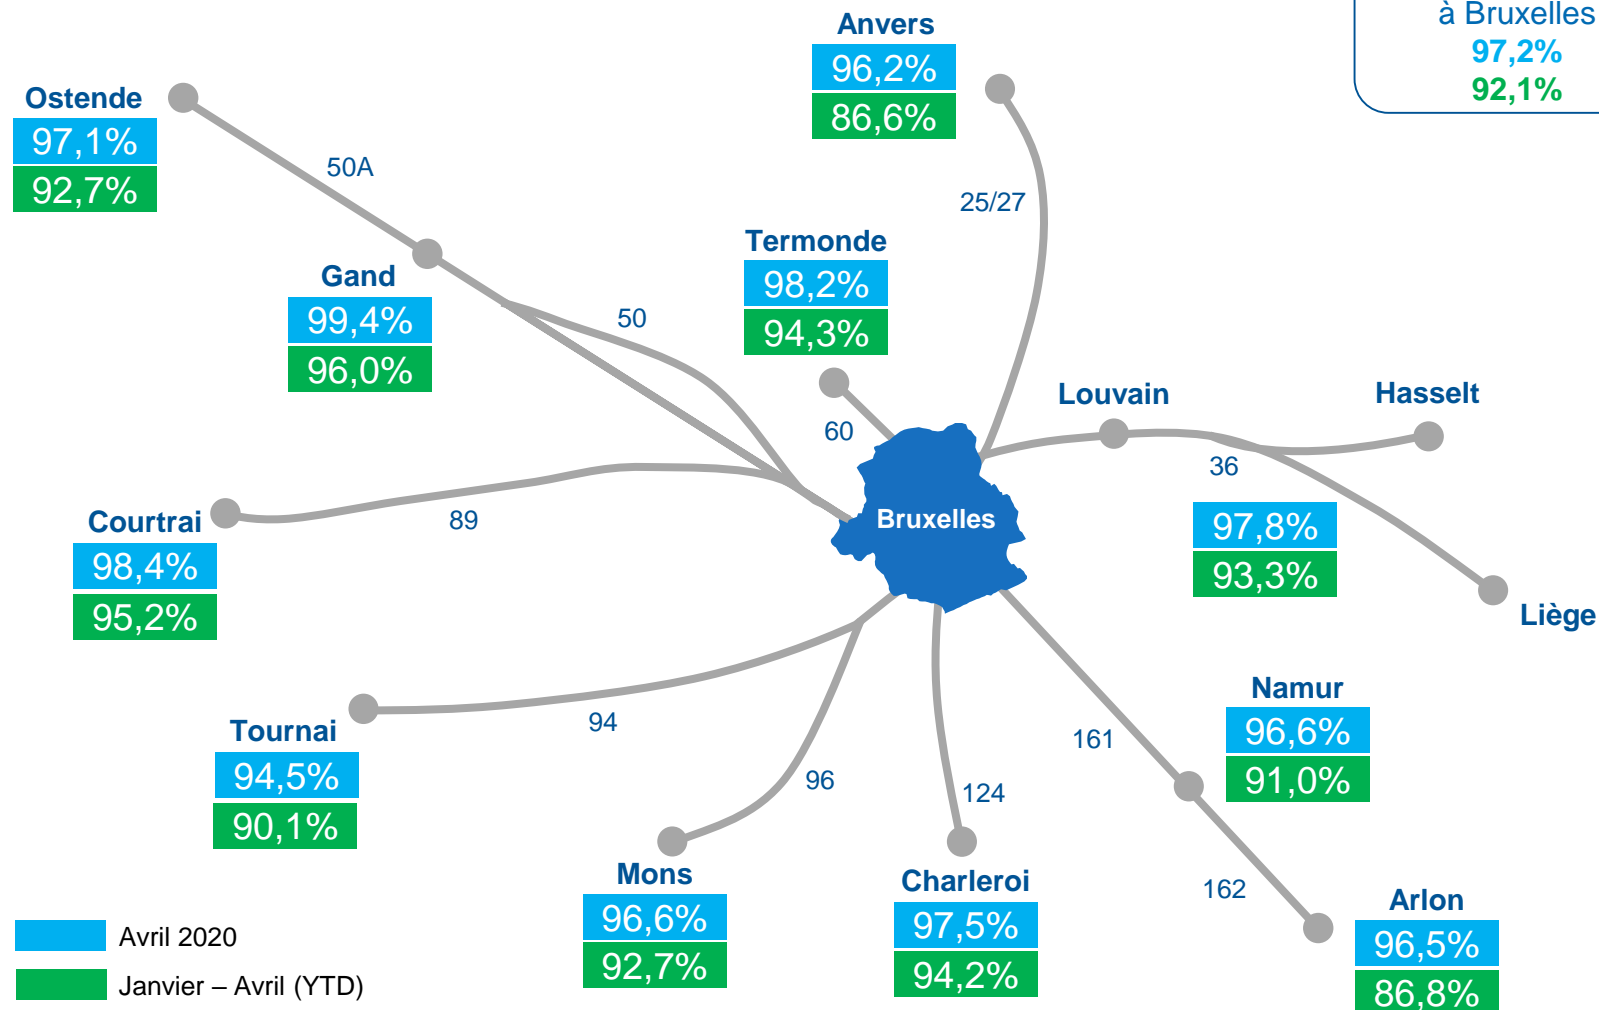 à Bruxelles
97,2%
92,1%
Anvers
96,2%
86,6%
Ostende
97,1%
92,7%
50A
25/27
Termonde
98,2%
94,3%
Gand
99,4%
96,0%
50
60
Louvain
Hasselt
36
97,8%
93,3%
Liège
Bruxelles
Courtrai
98,4%
95,2%
89
Tournai
94,5%
90,1%
94
96
124
161
Namur
96,6%
91,0%
162
Mons
96,6%
92,7%
Charleroi
97,5%
94,2%
Arlon
96,5%
86,8%
Avril 2020
Janvier – Avril (YTD)